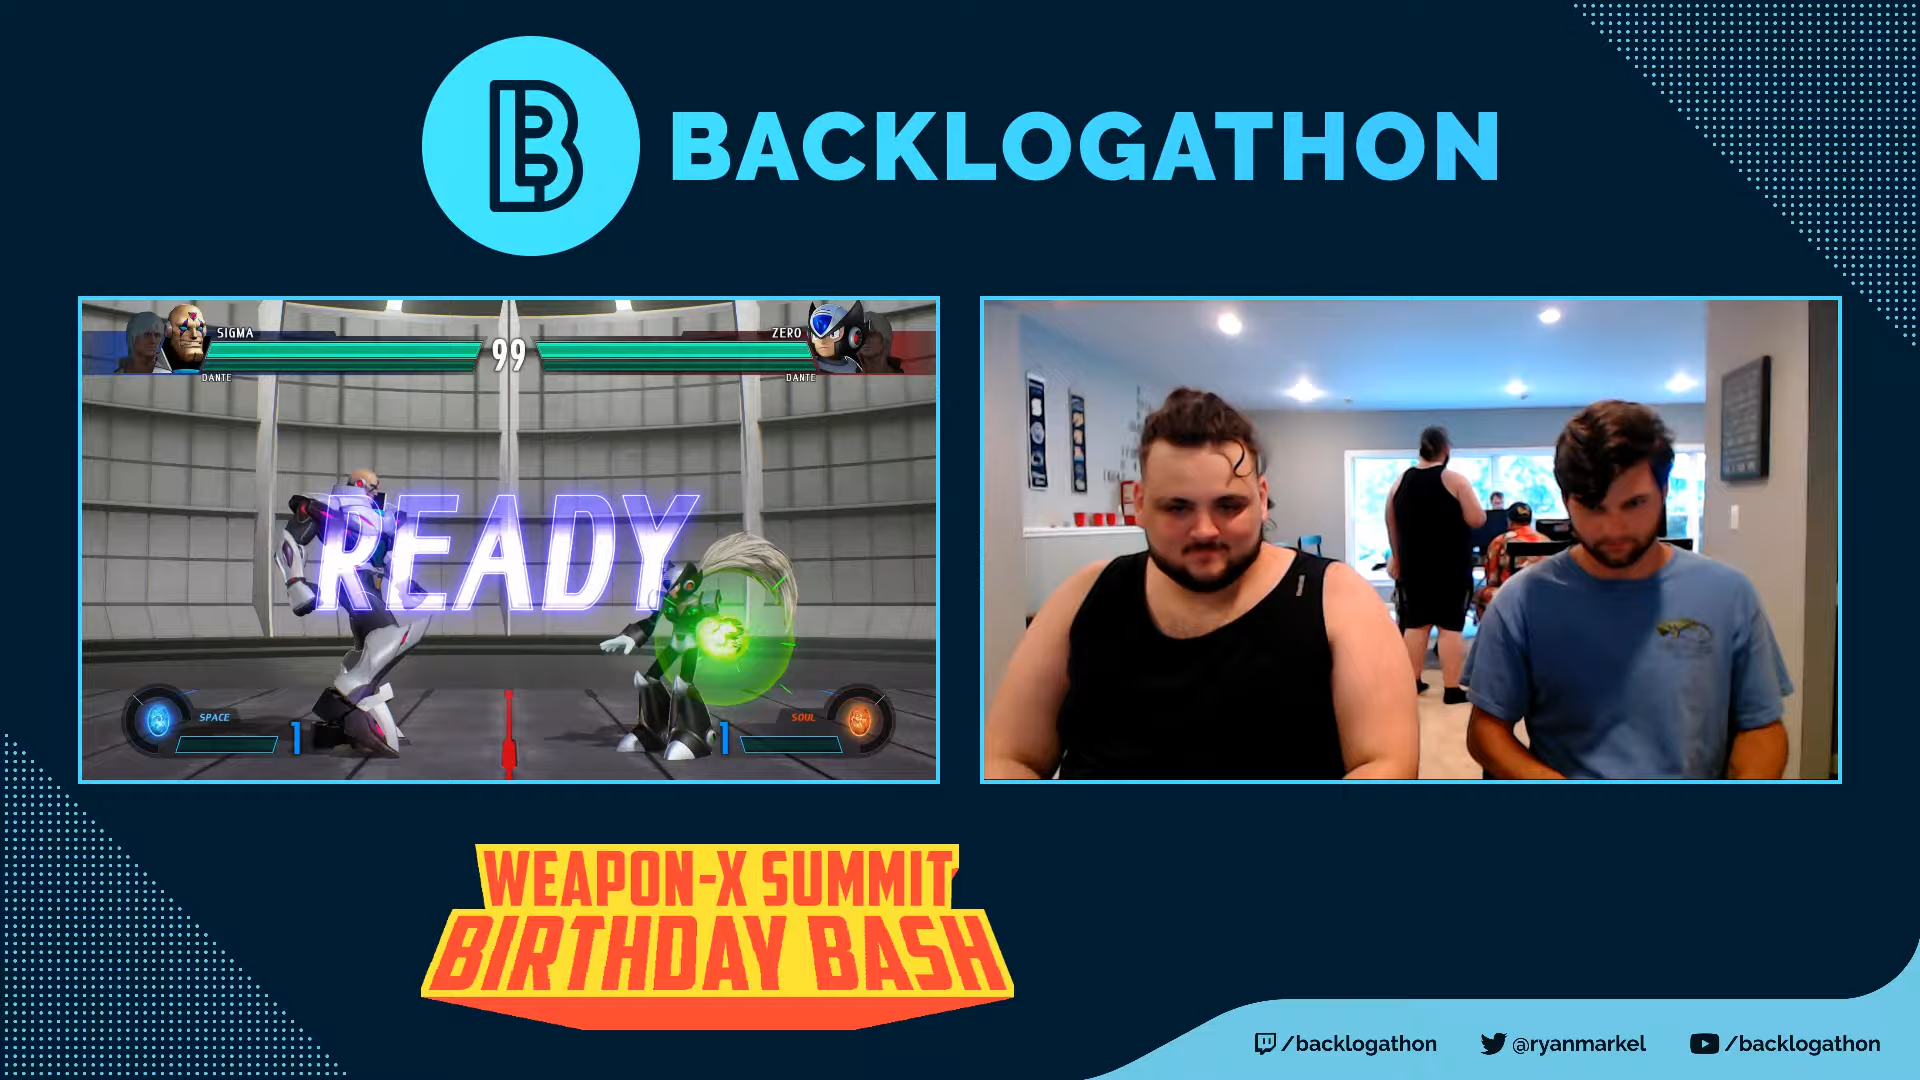 BACKLOGATHON
SIGMA
99
ZERO
DANTE
DANTE
READY
SPACE
1
1
SOUL
WEAPON-X SUMMIT
BIRTHDAY BASH
/backlogathon
@ryanmarkel
/backlogathon